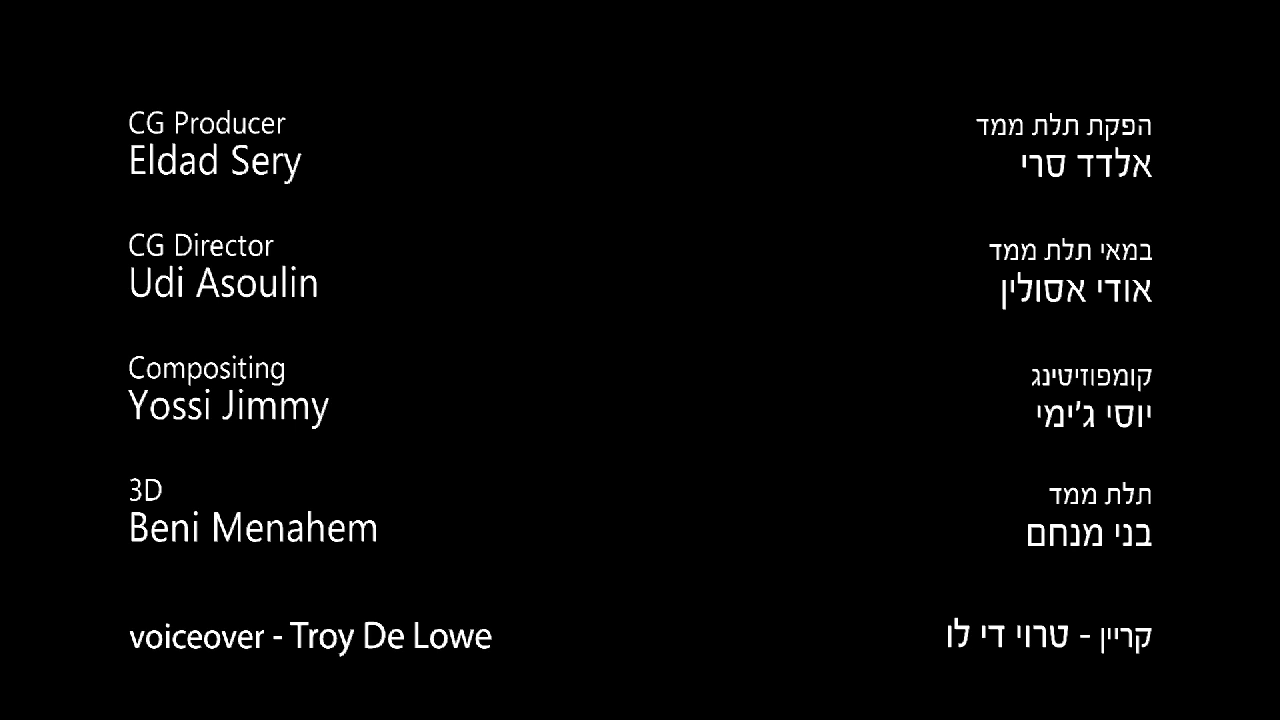 CG Producer
Eldad Sery
CG Director
Udi Asoulin
Compositing
Yossi Jimmy
3D
Beni Menahem
voiceover - Troy De Lowe
הפקת תלת ממד
אלדד סרי
במאי תלת ממד
אודי אסולין
קומפוזיטינג
יוסי ג'ימי
תלת ממד
בני מנחם
קריין - טרוי די לו